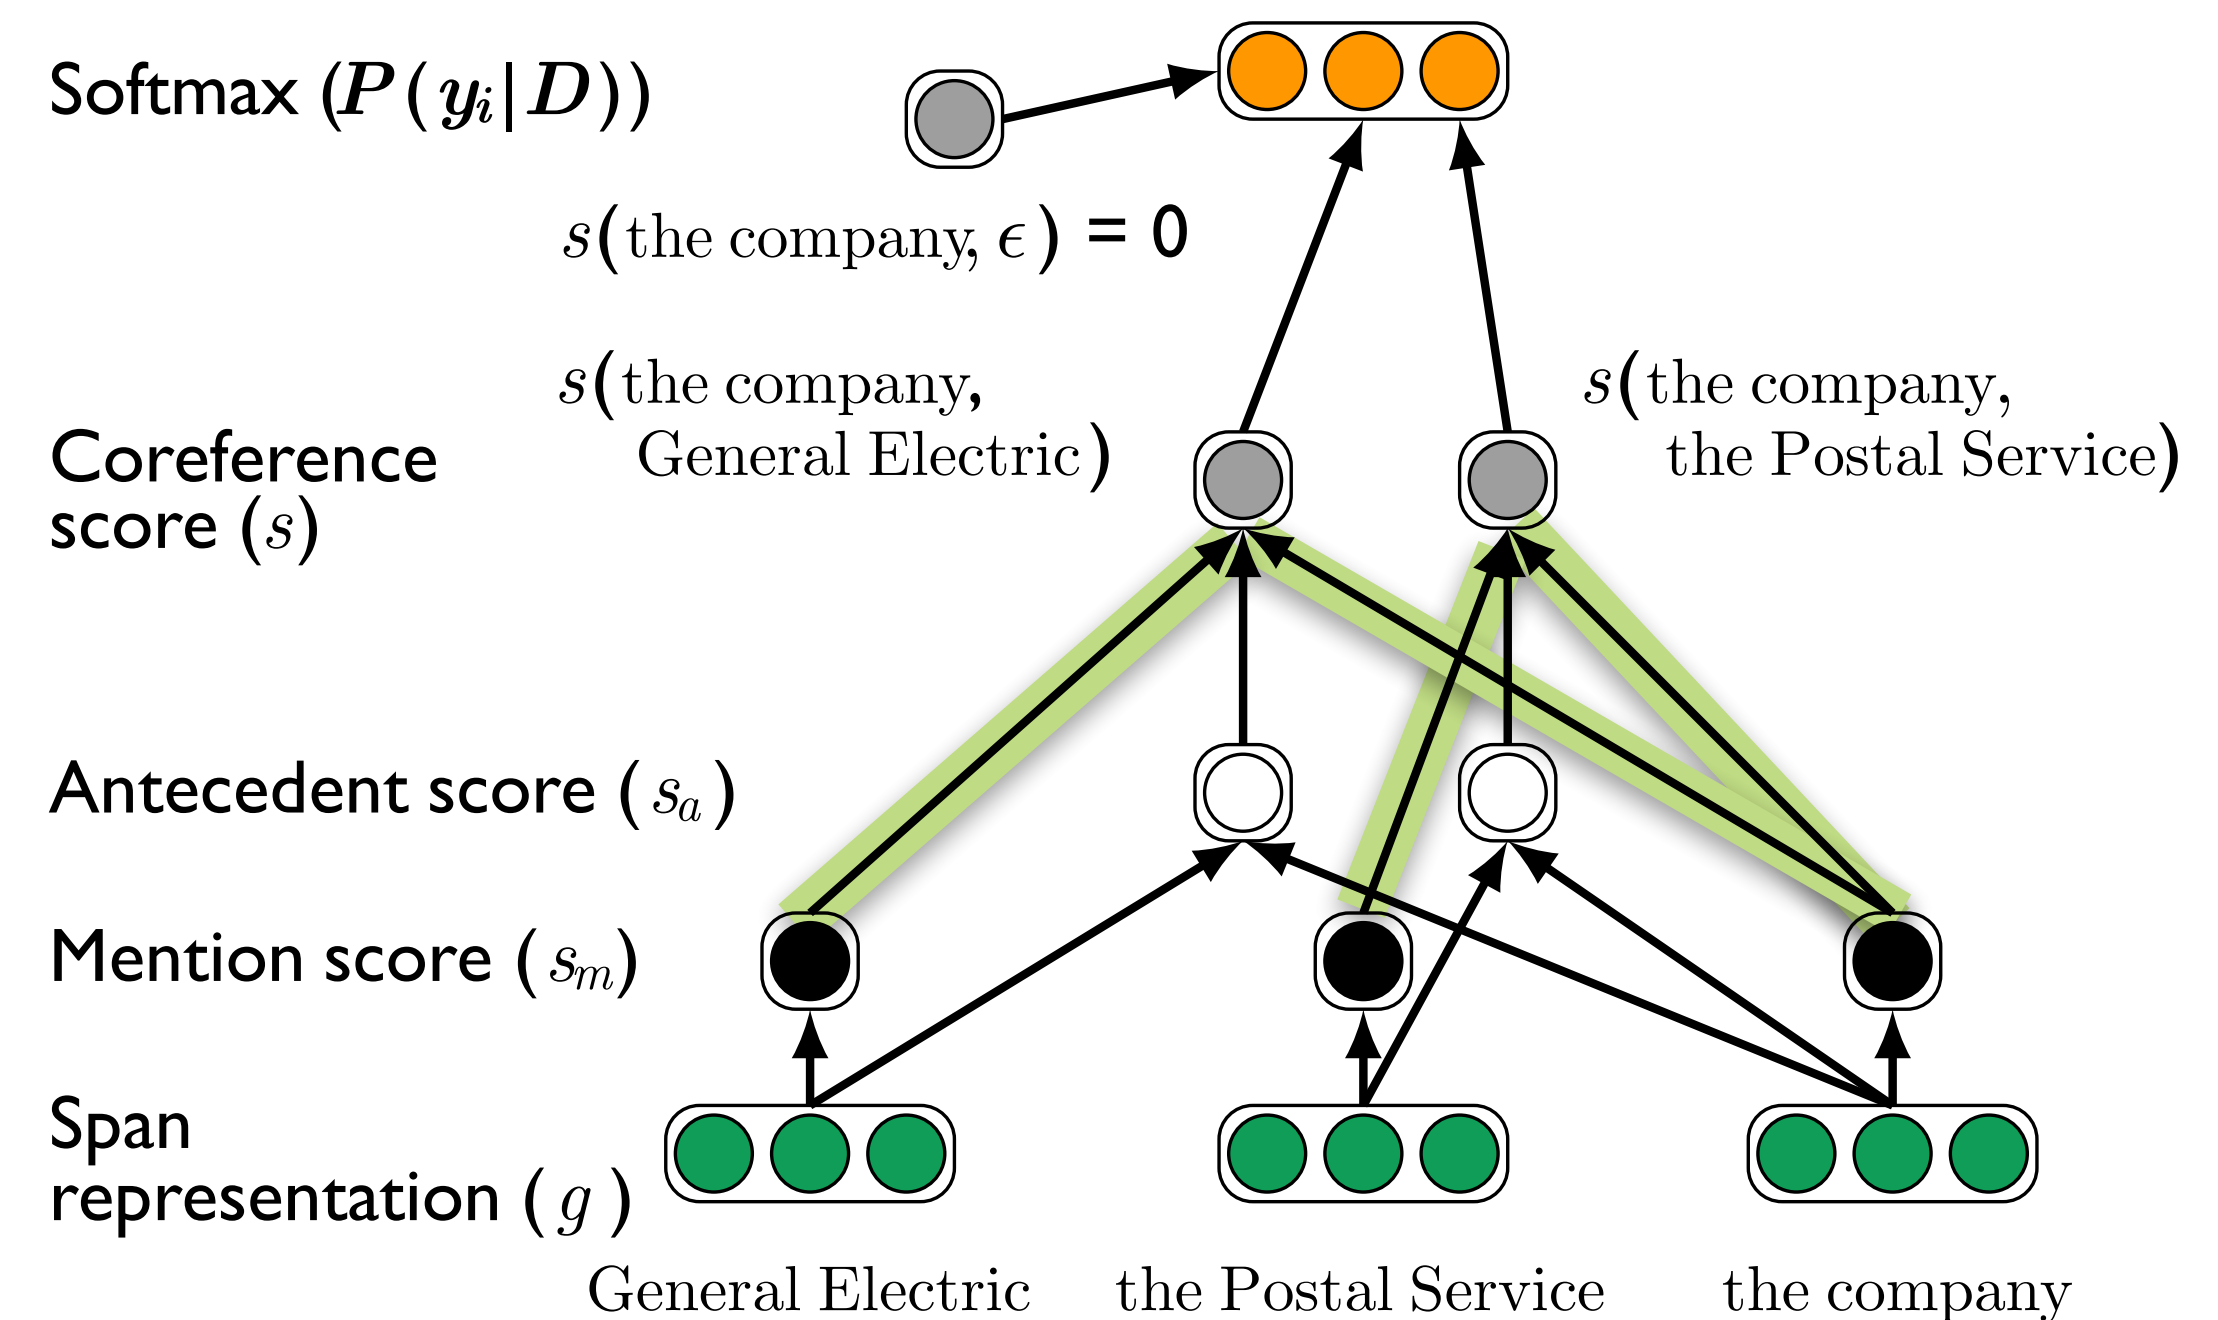 Softmax (P(y_i|D))
s(the company, ϵ) = 0
s(the company,
General Electric)
s(the company,
the Postal Service)
Coreference
score (s)
Antecedent score (s_a)
Mention score (s_m)
Span
representation (g)
General Electric
the Postal Service
the company